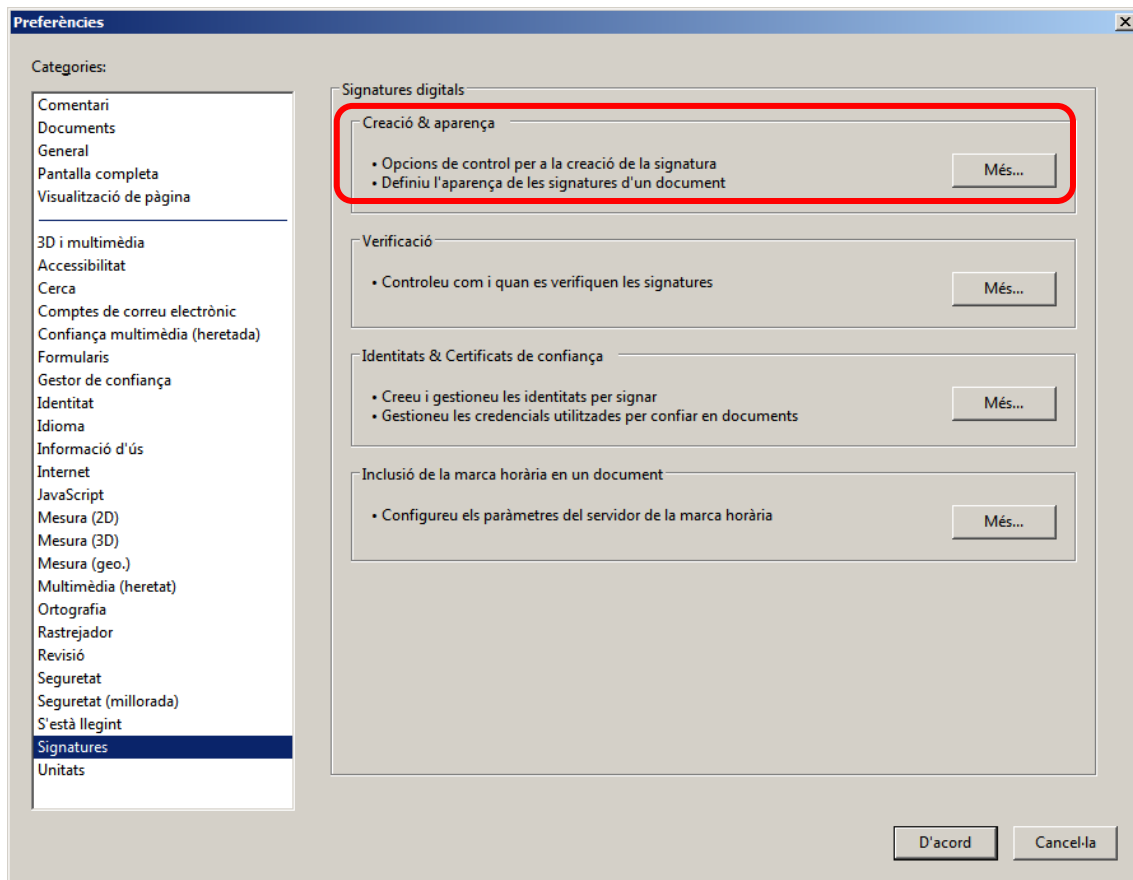 Preferències
Categories:
Comentari
Documents
General
Pantalla completa
Visualització de pàgina
3D i multimèdia
Accessibilitat
Cerca
Comptes de correu electrònic
Confiança multimèdia (heretada)
Formularis
Gestor de confiança
Identitat
Idioma
Informació d'ús
Internet
JavaScript
Mesura (2D)
Mesura (3D)
Mesura (geo.)
Multimèdia (heretat)
Ortografia
Rastrejador
Revisió
Seguretat
Seguretat (millorada)
S'està llegint
Signatures
Unitats
Signatures digitals
Creació & aparença
• Opcions de control per a la creació de la signatura
• Definiu l'aparença de les signatures d'un document
Més...
Verificació
• Controleu com i quan es verifiquen les signatures
Més...
Identitats & Certificats de confiança
• Creeu i gestioneu les identitats per signar
• Gestioneu les credencials utilitzades per confiar en documents
Més...
Inclusió de la marca horària en un document
• Configureu els paràmetres del servidor de la marca horària
Més...
D'acord
Cancel·la